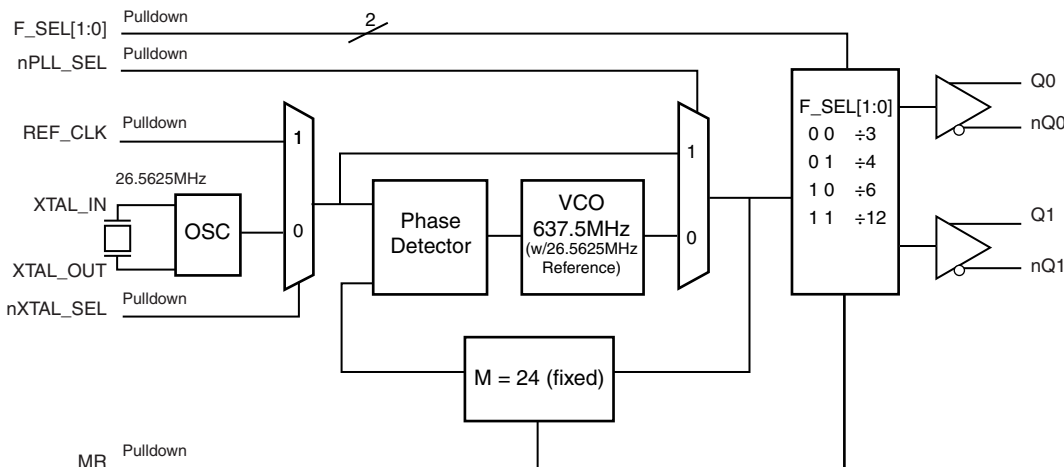 F_SEL[1:0] Pulldown 2
nPLL_SEL Pulldown
REF_CLK Pulldown
1
26.5625MHz
XTAL_IN
OSC
0
XTAL_OUT
nXTAL_SEL Pulldown
Phase
Detector
VCO
637.5MHz
(w/26.5625MHz
Reference)
1
0
M = 24 (fixed)
F_SEL[1:0]
0 0 ÷3
0 1 ÷4
1 0 ÷6
1 1 ÷12
Q0
nQ0
Q1
nQ1
MR Pulldown